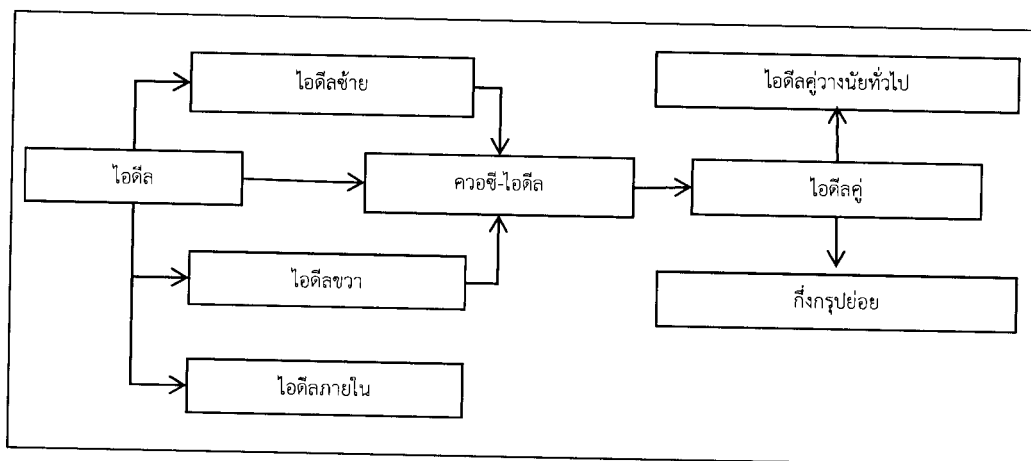 ไอดีลซ้าย
ไอดีลคู่วางนัยทั่วไป
ไอดีล
ควอซี-ไอดีล
ไอดีลคู่
ไอดีลขวา
กึ่งกรุปย่อย
ไอดีลภายใน